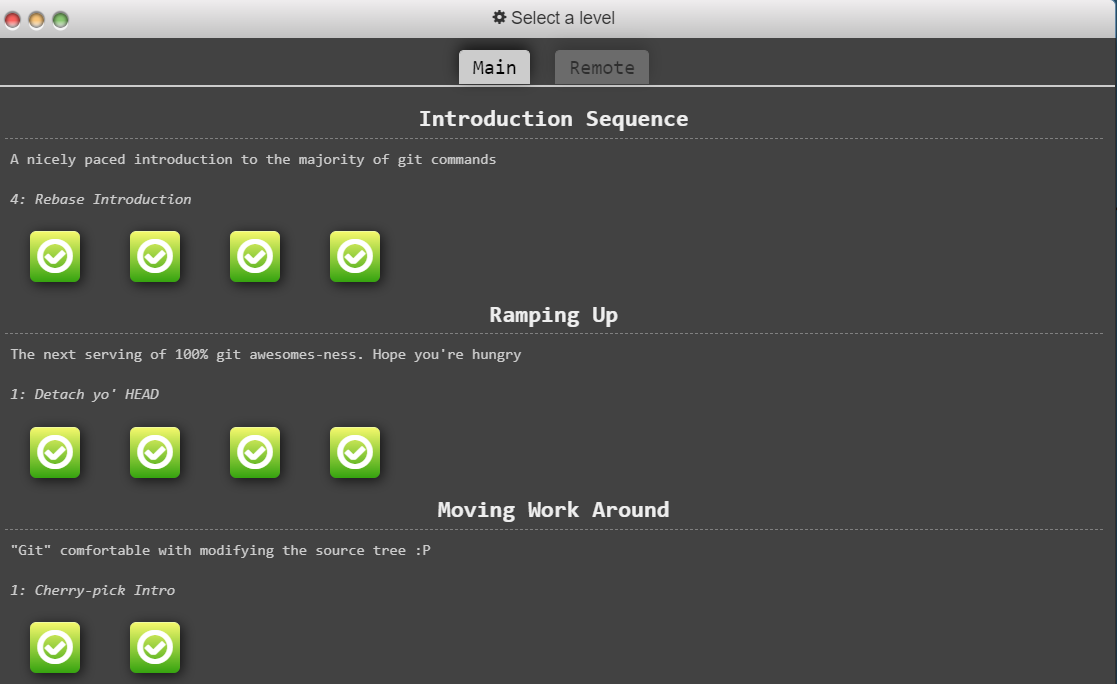 Select a level
Main Remote
Introduction Sequence
A nicely paced introduction to the majority of git commands
4: Rebase Introduction
Ramping Up
The next serving of 100% git awesomes-ness. Hope you're hungry
1: Detach yo' HEAD
Moving Work Around
"Git" comfortable with modifying the source tree :P
1: Cherry-pick Intro